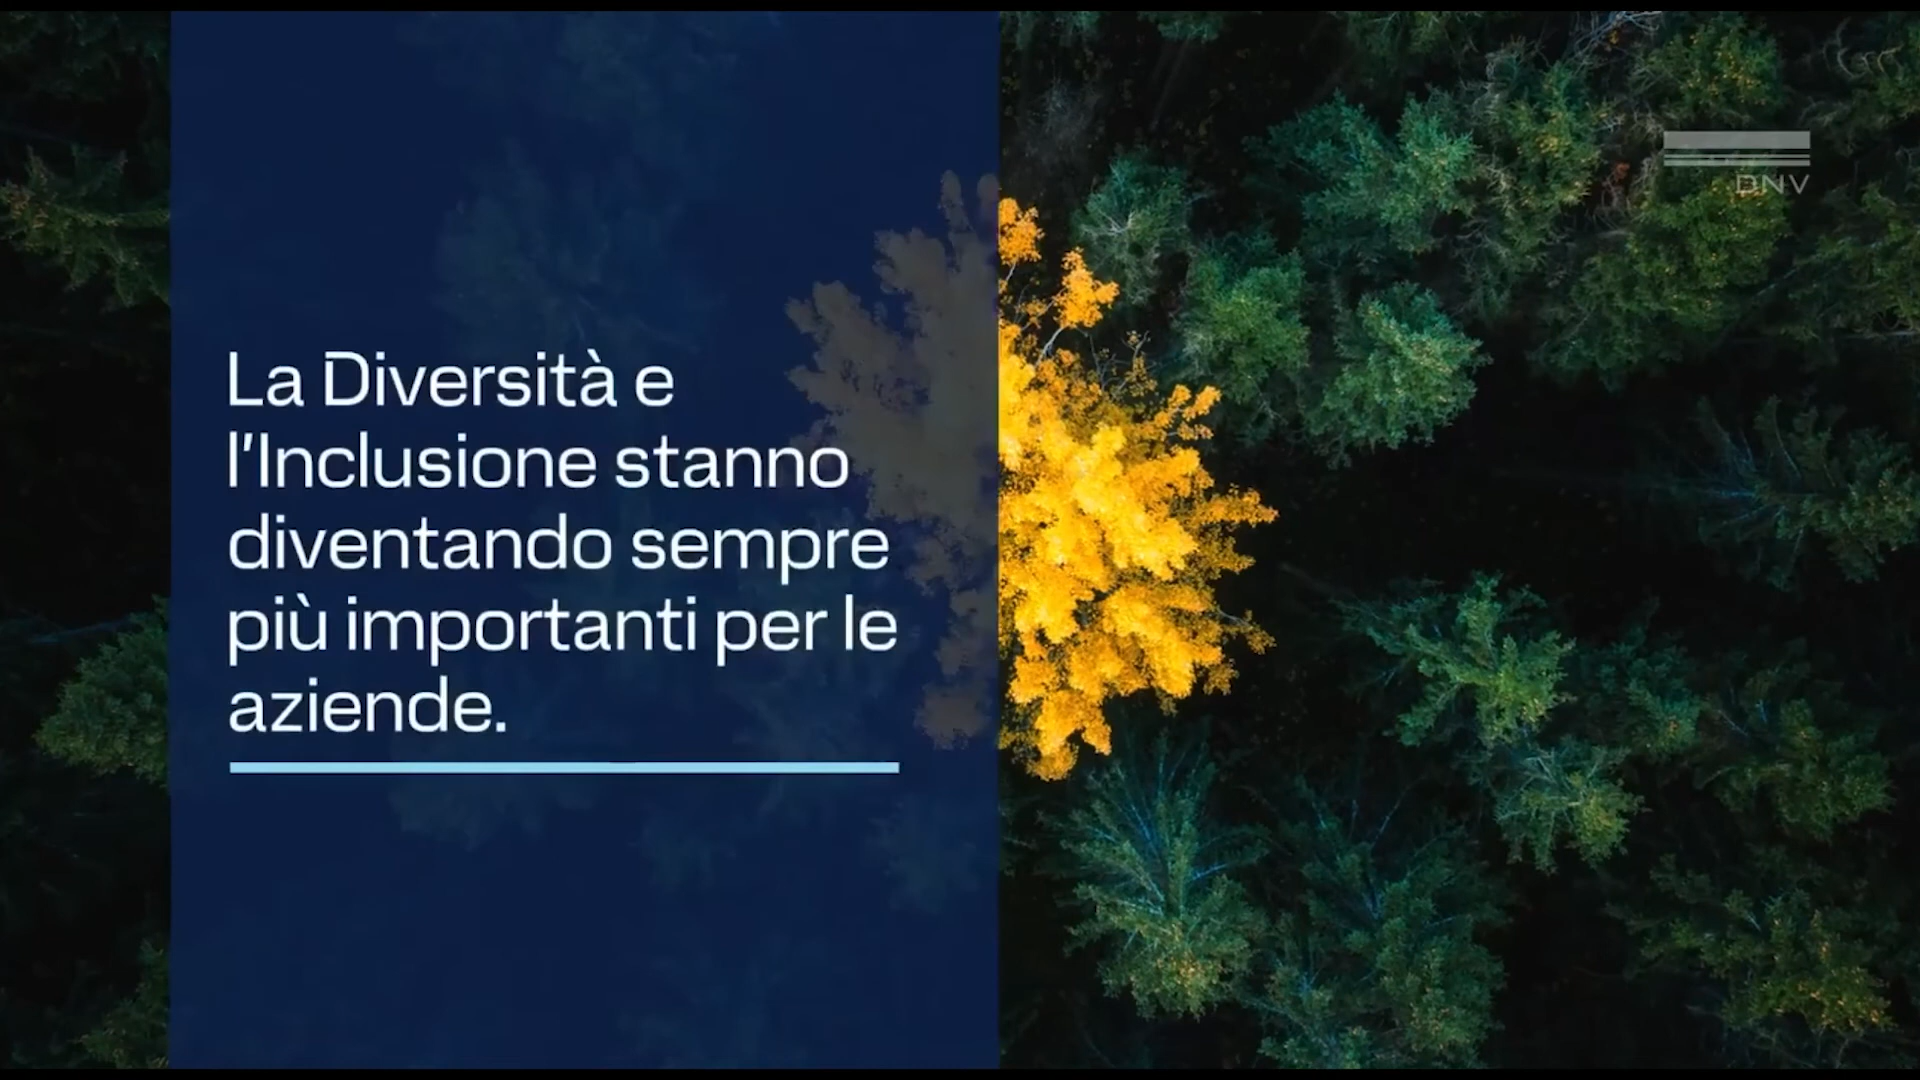 La Diversità e
l'Inclusione stanno
diventando sempre
più importanti per le
aziende.
DNV